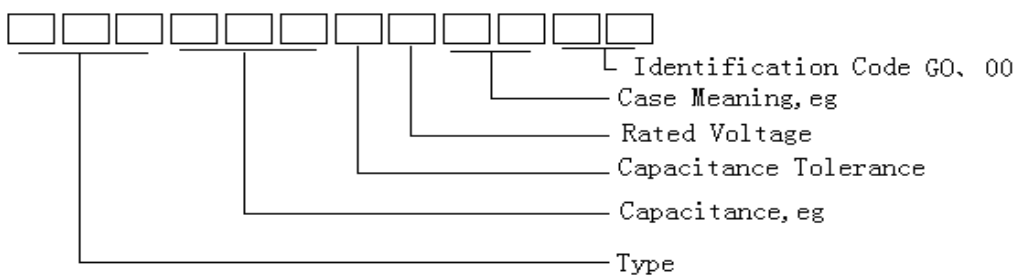 Identification Code GO、00
Case Meaning,eg
Rated Voltage
Capacitance Tolerance
Capacitance,eg
Type